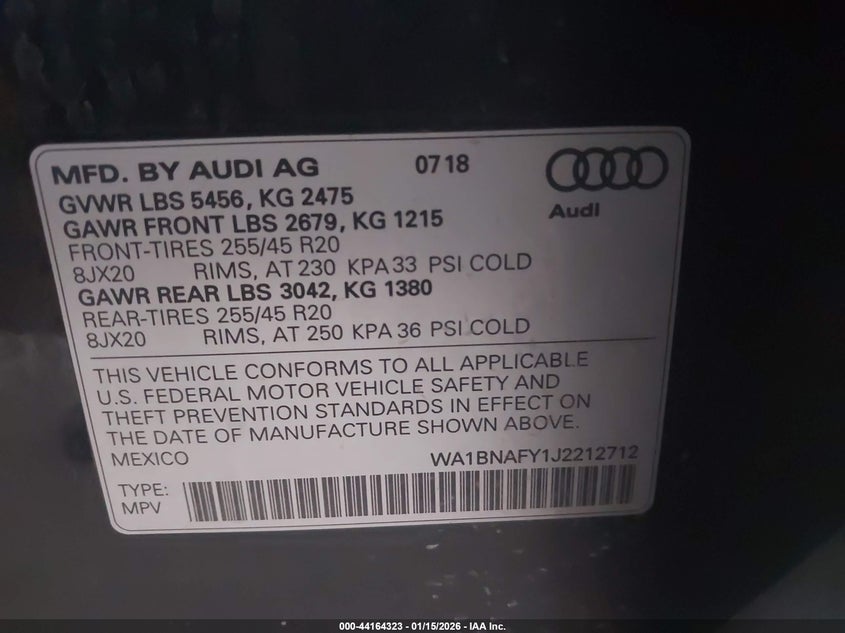 MFD. BY AUDI AG 0718
GVWR LBS 5456, KG 2475
GAWR FRONT LBS 2679, KG 1215
Audi
FRONT-TIRES 255/45 R20
8JX20 RIMS, AT 230 KPA 33 PSI COLD
GAWR REAR LBS 3042, KG 1380
REAR-TIRES 255/45 R20
8JX20 RIMS, AT 250 KPA 36 PSI COLD
THIS VEHICLE CONFORMS TO ALL APPLICABLE
U.S. FEDERAL MOTOR VEHICLE SAFETY AND
THEFT PREVENTION STANDARDS IN EFFECT ON
THE DATE OF MANUFACTURE SHOWN ABOVE.
MEXICO WA1BNAFY1J2212712
TYPE:
MPV
000-44164323 - 01/15/2026 - IAA Inc.